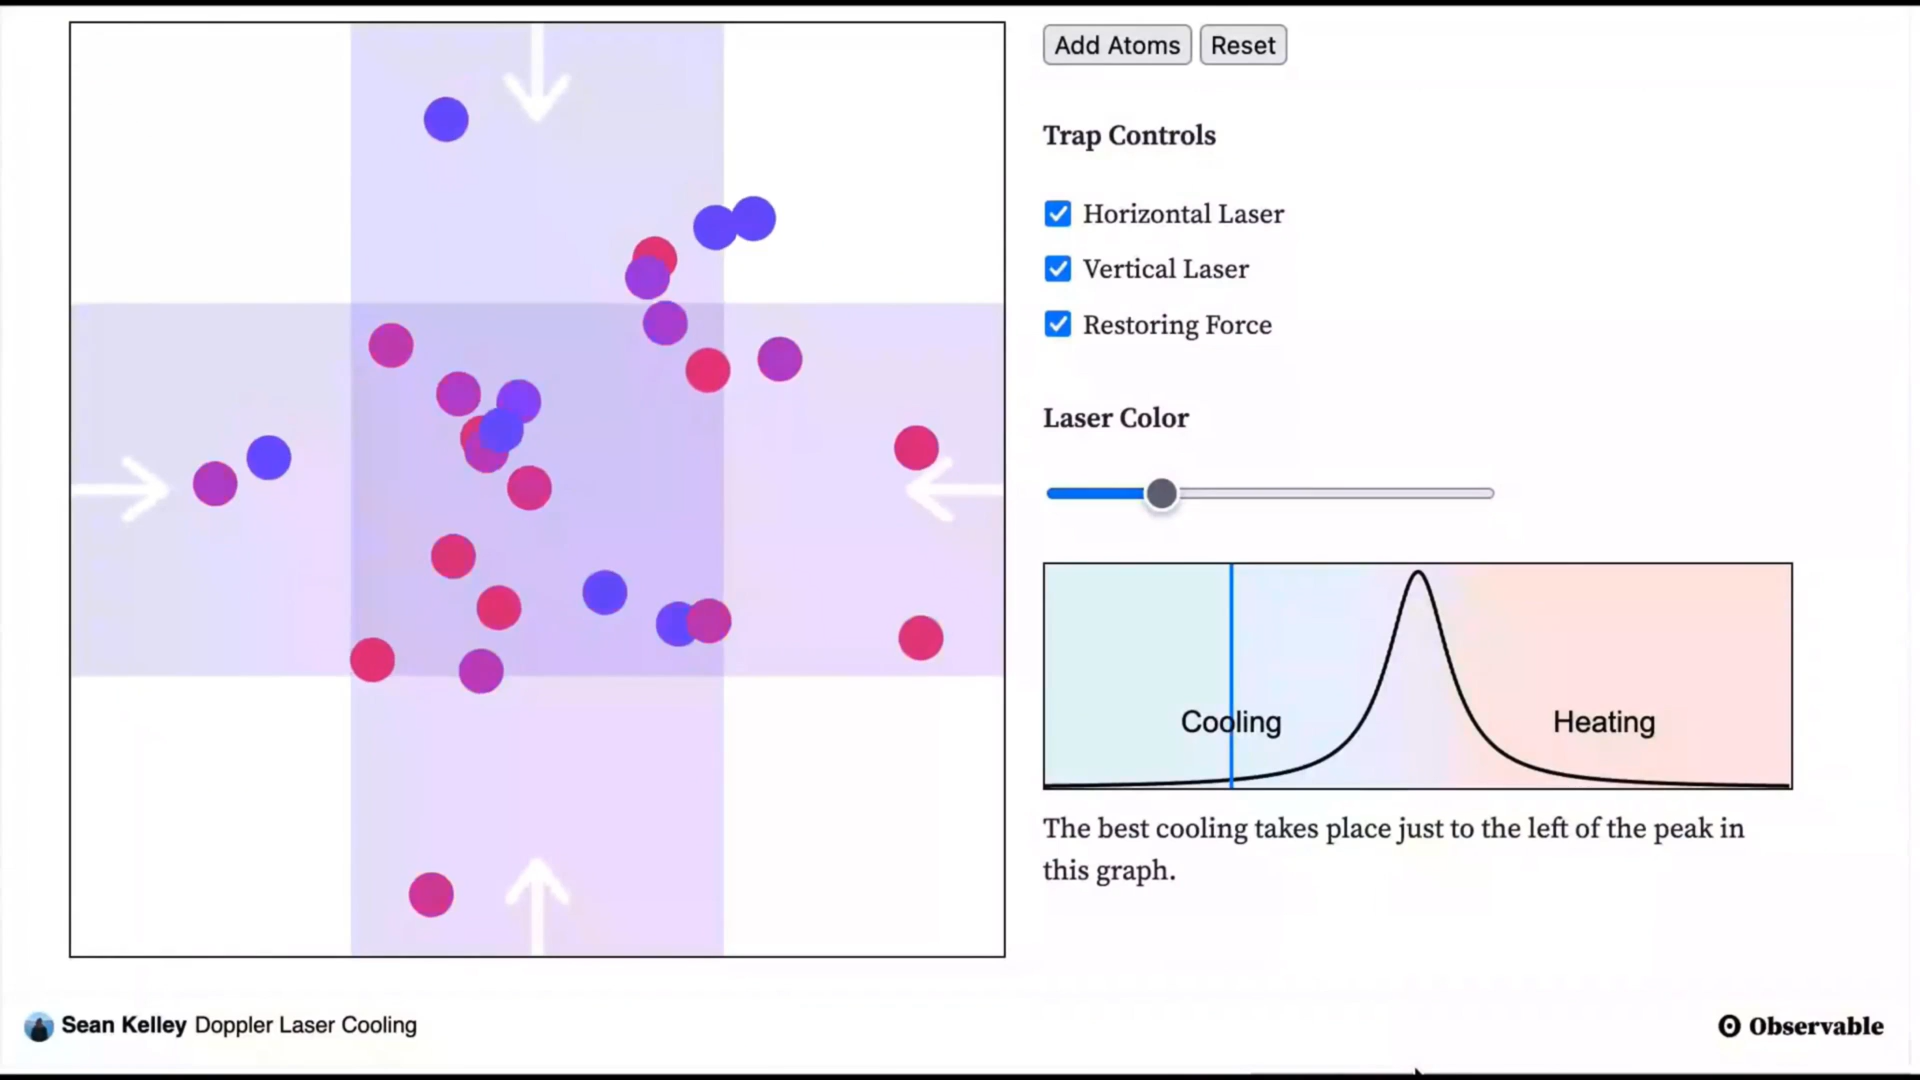 Add Atoms Reset
Trap Controls
Horizontal Laser
Vertical Laser
Restoring Force
Laser Color
Cooling Heating
The best cooling takes place just to the left of the peak in
this graph.
Sean Kelley Doppler Laser Cooling
Observable